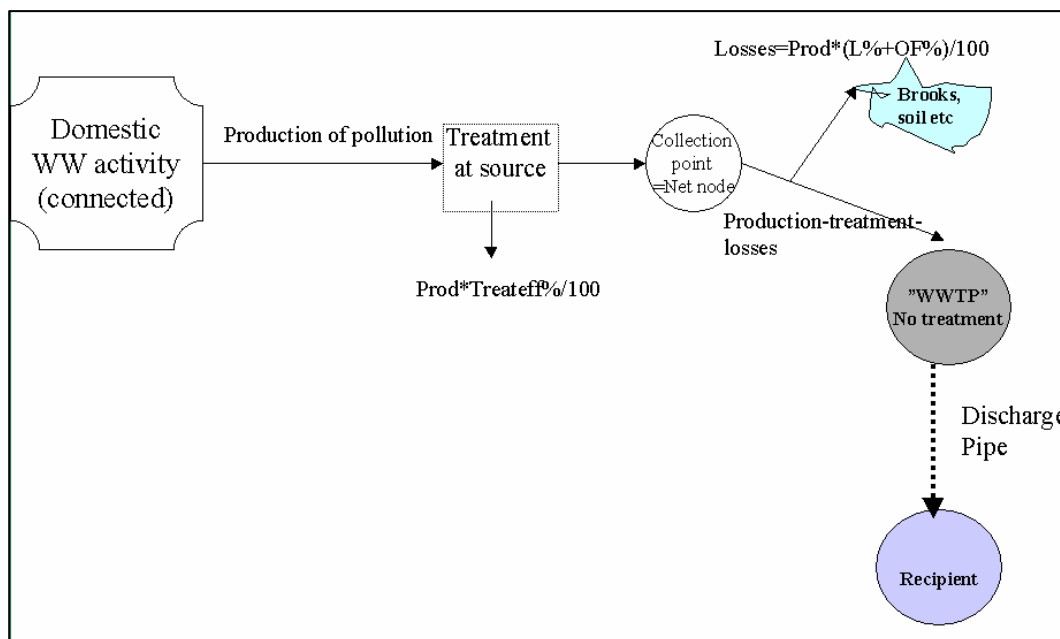 Losses=Prod*(L%+OF%)/100
Brooks,
soil etc
Domestic
WW activity
(connected)
Production of pollution
Treatment
at source
Collection
point
=Net node
Production-treatment-
losses
Prod*Treateff%/100
"WWTP"
No treatment
Discharge
Pipe
Recipient